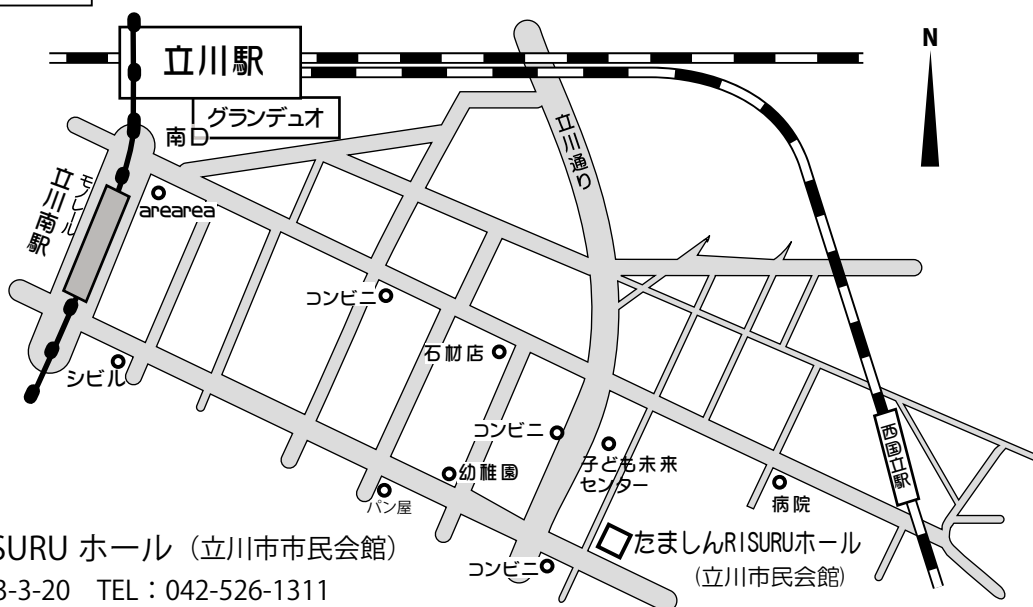 立川駅
N
グランデュオ
南口
立川通り
モノレール
立川南駅
arearea
コンビニ
石材店
シビル
コンビニ
子ども未来
センター
西国立駅
幼稚園
パン屋
病院
たましんRISURUホール
(立川市民会館)
コンビニ
SURU ホール（立川市市民会館）
3-3-20 TEL：042-526-1311